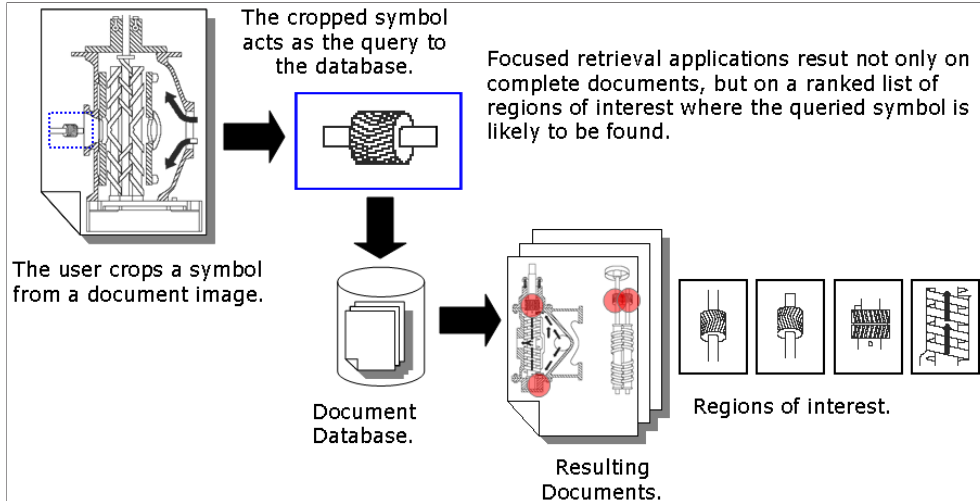 The cropped symbol
acts as the query to
the database.
Focused retrieval applications resut not only on
complete documents, but on a ranked list of
regions of interest where the queried symbol is
likely to be found.
The user crops a symbol
from a document image.
Document
Database.
Resulting
Documents.
Regions of interest.